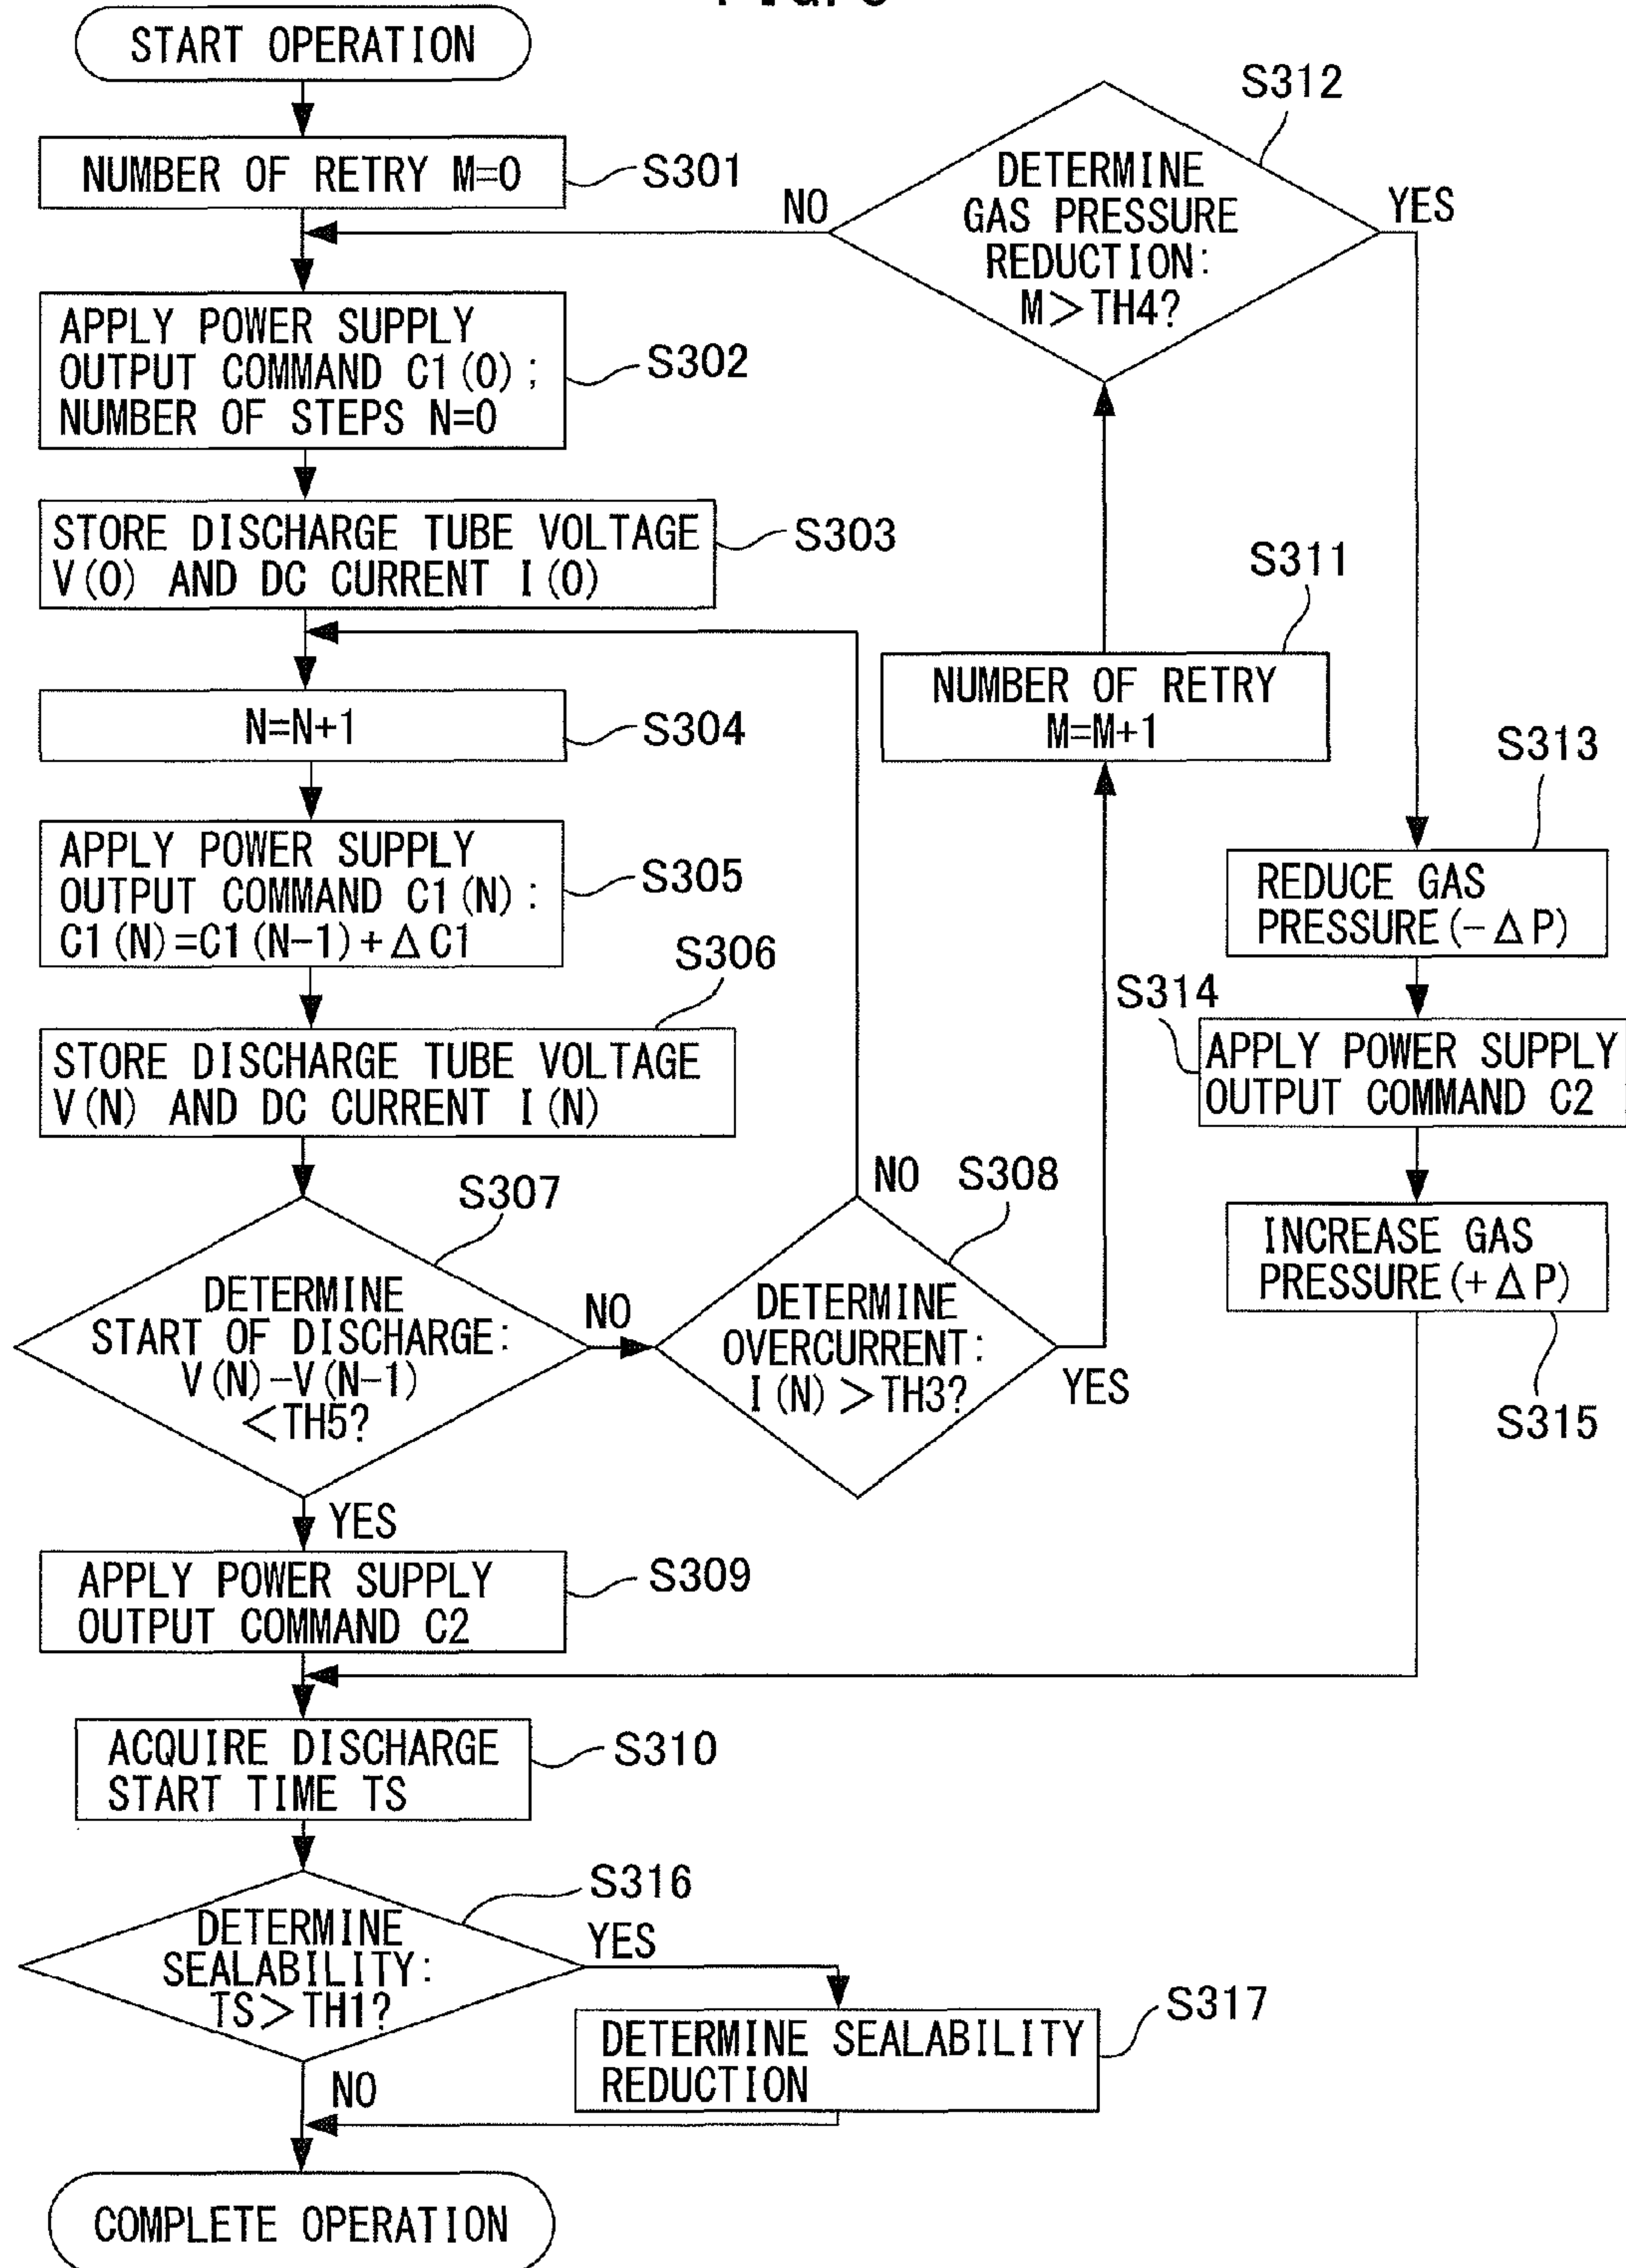 START OPERATION
NUMBER OF RETRY M=0
S301
APPLY POWER SUPPLY
OUTPUT COMMAND C1(0);
NUMBER OF STEPS N=0
S302
STORE DISCHARGE TUBE VOLTAGE
V(0) AND DC CURRENT I(0)
S303
N=N+1
S304
APPLY POWER SUPPLY
OUTPUT COMMAND C1(N):
C1(N)=C1(N-1)+ΔC1
S305
STORE DISCHARGE TUBE VOLTAGE
V(N) AND DC CURRENT I(N)
S306
DETERMINE
START OF DISCHARGE:
V(N)-V(N-1)
<TH5?
S307
NO
YES
DETERMINE
OVERCURRENT:
I(N)>TH3?
S308
NO
YES
NUMBER OF RETRY
M=M+1
S311
DETERMINE
GAS PRESSURE
REDUCTION:
M>TH4?
S312
NO
YES
REDUCE GAS
PRESSURE(-ΔP)
S313
APPLY POWER SUPPLY
OUTPUT COMMAND C2
S314
INCREASE GAS
PRESSURE(+ΔP)
S315
APPLY POWER SUPPLY
OUTPUT COMMAND C2
S309
ACQUIRE DISCHARGE
START TIME TS
S310
DETERMINE
SEALABILITY:
TS>TH1?
S316
YES
NO
DETERMINE SEALABILITY
REDUCTION
S317
COMPLETE OPERATION